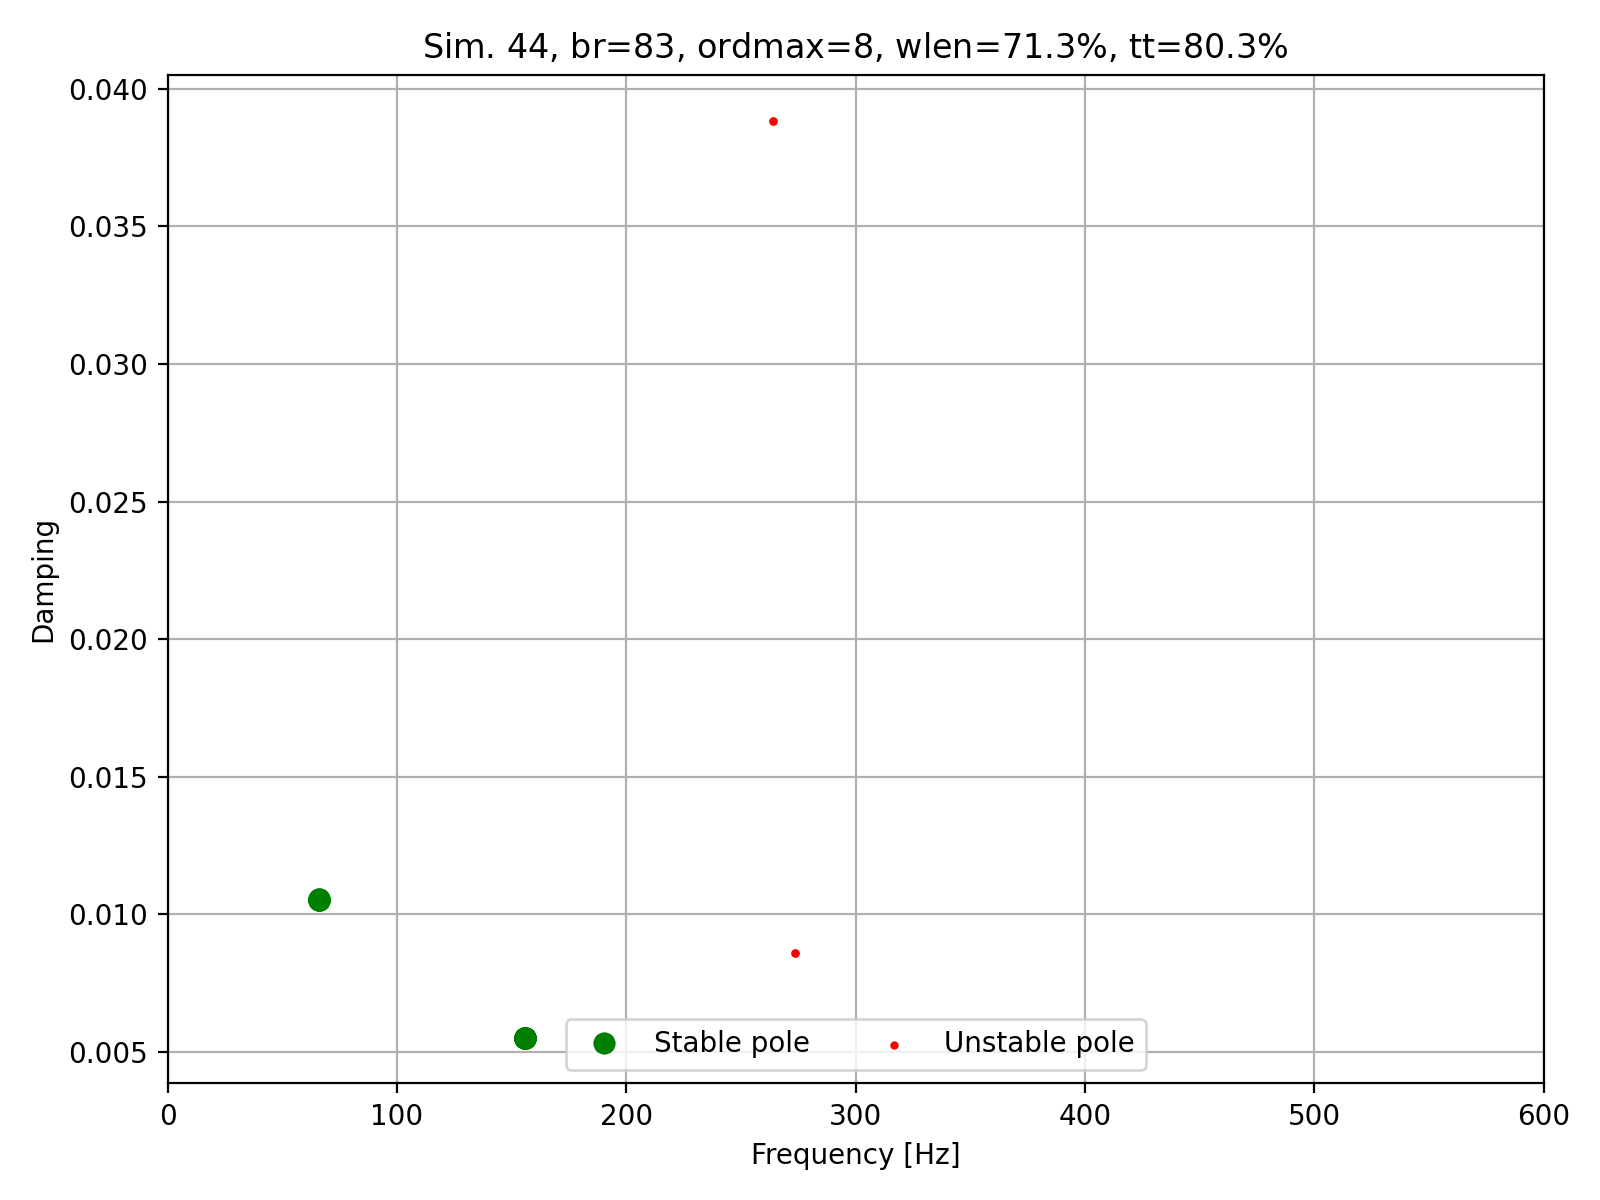 Sim. 44, br=83, ordmax=8, wlen=71.3%, tt=80.3%
0.040
0.035
0.030
0.025
0.020
0.015
0.010
0.005
Damping
Stable pole
Unstable pole
0 100 200 300 400 500 600
Frequency [Hz]